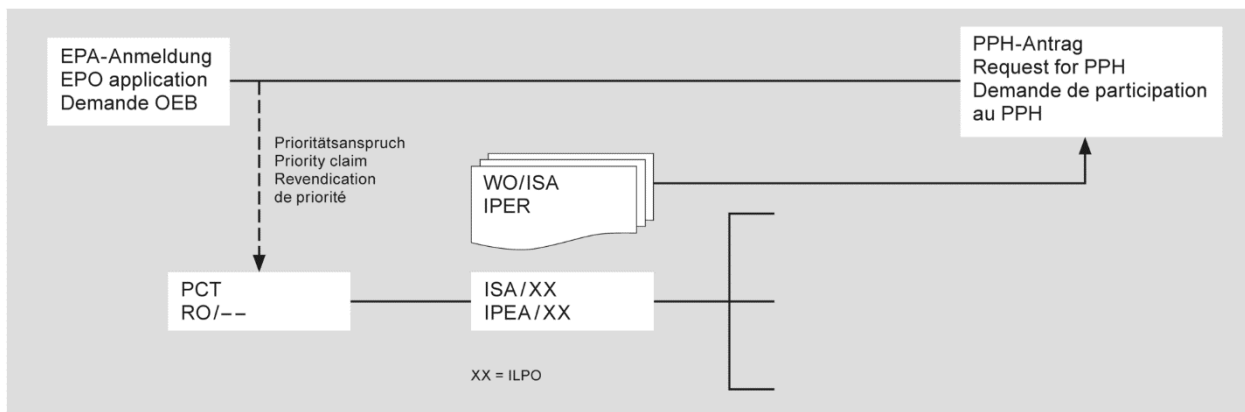 EPA-Anmeldung
EPO application
Demande OEB
PPH-Antrag
Request for PPH
Demande de participation
au PPH
Prioritätsanspruch
Priority claim
Revendication
de priorité
WO/ISA
IPER
PCT
RO/––
ISA/XX
IPEA/XX
XX = ILPO